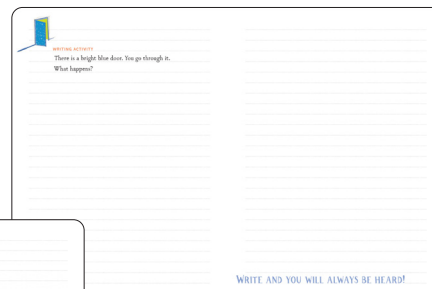 WRITING ACTIVITY
There is a bright blue door. You go through it.
What happens?
WRITE AND YOU WILL ALWAYS BE HEARD!